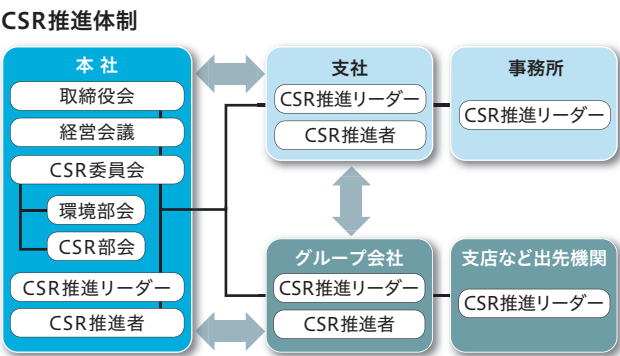 CSR推進体制
本 社
取締役会
経営会議
CSR委員会
環境部会
CSR部会
CSR推進リーダー
CSR推進者
支社
CSR推進リーダー
CSR推進者
事務所
CSR推進リーダー
グループ会社
CSR推進リーダー
CSR推進者
支店など出先機関
CSR推進リーダー